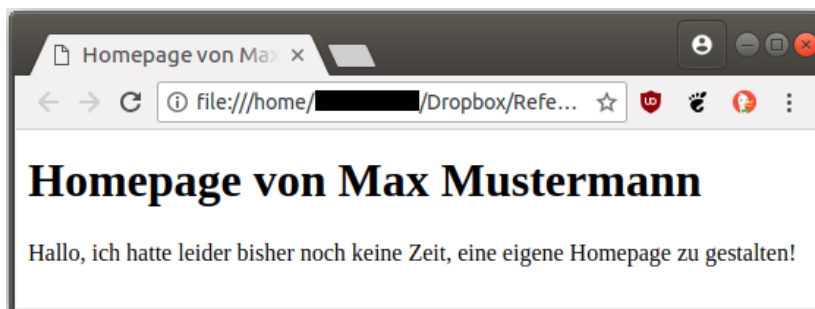 Homepage von Max
file:///home/ /Dropbox/Refe...
Homepage von Max Mustermann
Hallo, ich hatte leider bisher noch keine Zeit, eine eigene Homepage zu gestalten!